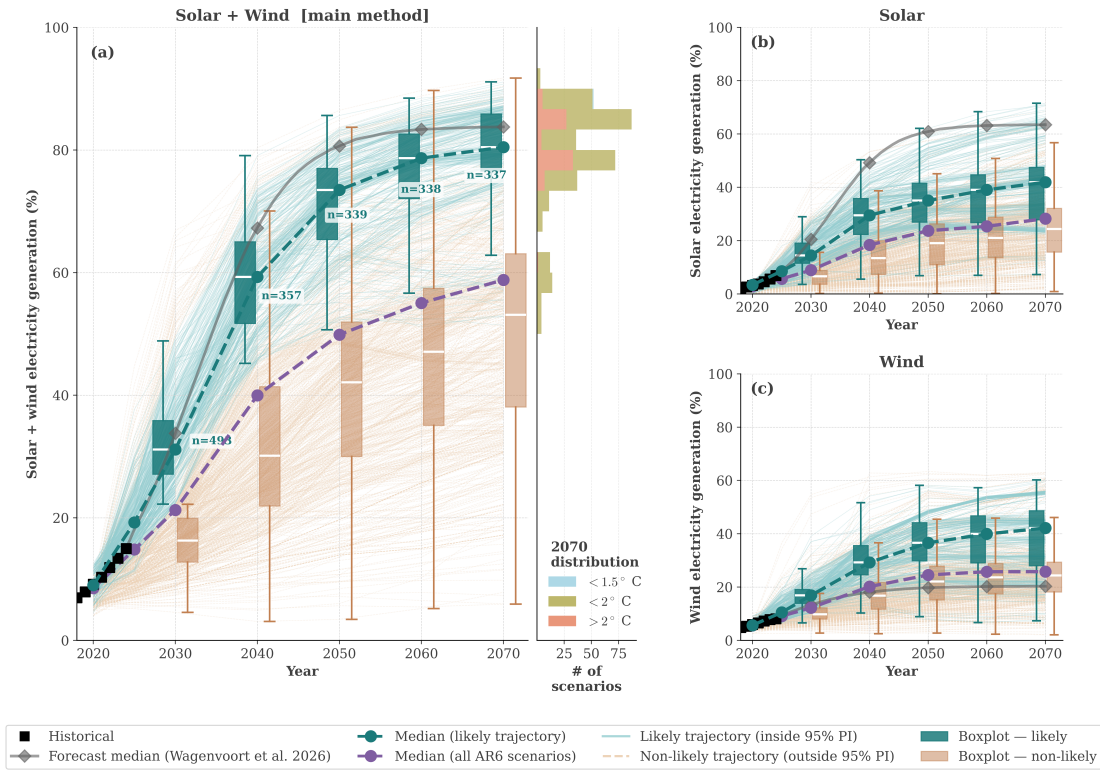 Solar + Wind  [main method]
(a)
Solar + wind electricity generation (%)
100
80
60
40
20
0
2020 2030 2040 2050 2060 2070
Year
n=493
n=357
n=339
n=338
n=337
2070
distribution
<1.5° C
<2° C
>2° C
25 50 75
# of
scenarios
Solar
(b)
Solar electricity generation (%)
100
80
60
40
20
0
2020 2030 2040 2050 2060 2070
Year
Wind
(c)
Wind electricity generation (%)
100
80
60
40
20
0
2020 2030 2040 2050 2060 2070
Year
Historical
Forecast median (Wagenvoort et al. 2026)
Median (likely trajectory)
Median (all AR6 scenarios)
Likely trajectory (inside 95% PI)
Non-likely trajectory (outside 95% PI)
Boxplot — likely
Boxplot — non-likely